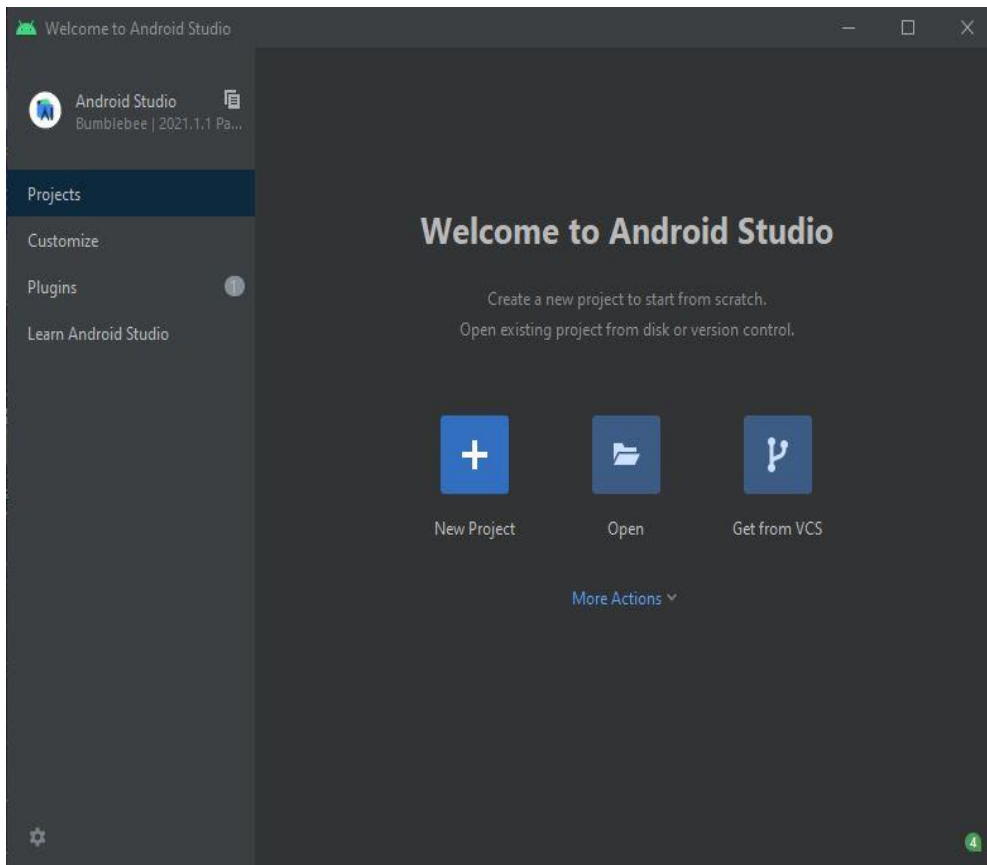 Welcome to Android Studio
Android Studio
Bumblebee | 2021.1.1 Pa...
Projects
Customize
Plugins 1
Learn Android Studio
Welcome to Android Studio
Create a new project to start from scratch.
Open existing project from disk or version control.
New Project Open Get from VCS
More Actions
4